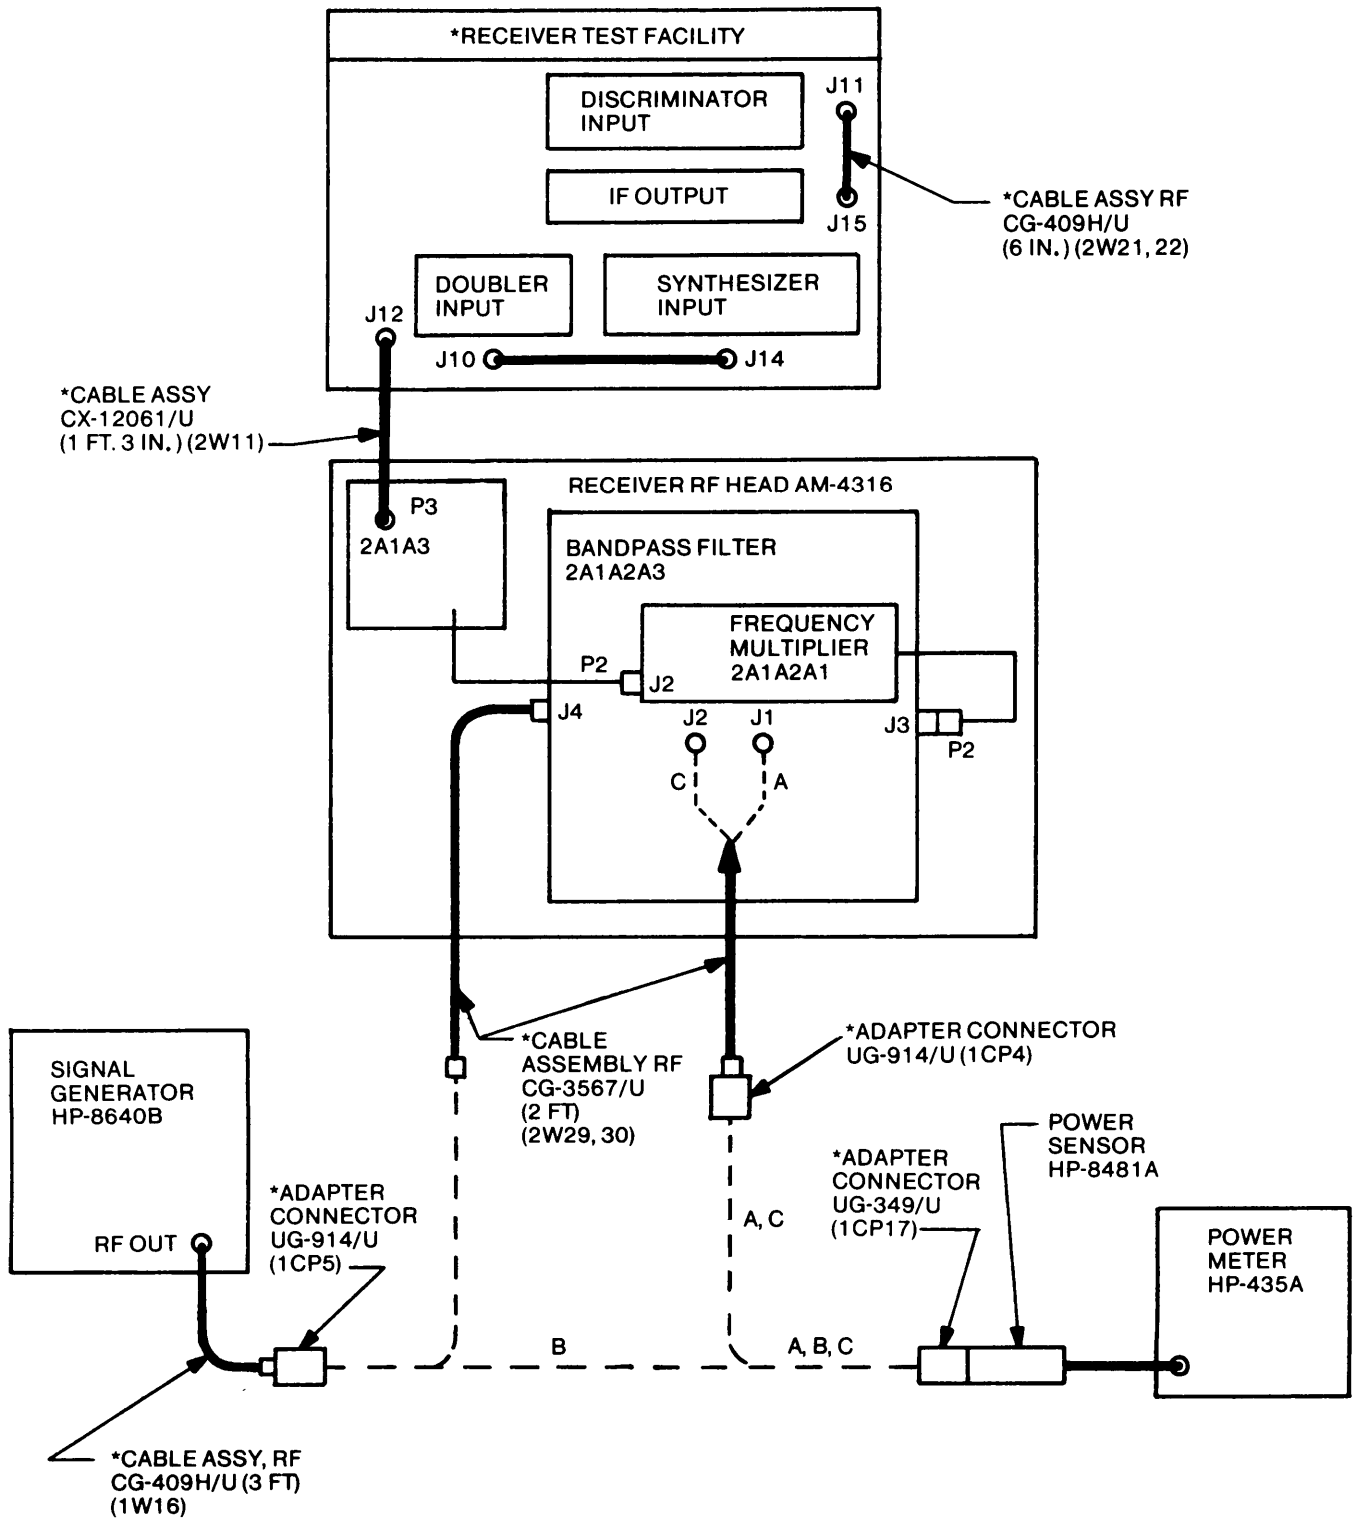 *RECEIVER TEST FACILITY
DISCRIMINATOR
INPUT
J11
IF OUTPUT
J15
*CABLE ASSY RF
CG-409H/U
(6 IN.) (2W21, 22)
DOUBLER
INPUT
SYNTHESIZER
INPUT
J12
J10
J14
*CABLE ASSY
CX-12061/U
(1 FT. 3 IN.) (2W11)
RECEIVER RF HEAD AM-4316
P3
2A1A3
BANDPASS FILTER
2A1A2A3
FREQUENCY
MULTIPLIER
2A1A2A1
P2
J2
J4
J2
J1
J3
P2
C
A
*CABLE
ASSEMBLY RF
CG-3567/U
(2 FT)
(2W29, 30)
*ADAPTER CONNECTOR
UG-914/U (1CP4)
SIGNAL
GENERATOR
HP-8640B
RF OUT
*ADAPTER
CONNECTOR
UG-914/U
(1CP5)
POWER
SENSOR
HP-8481A
*ADAPTER
CONNECTOR
UG-349/U
(1CP17)
A, C
POWER
METER
HP-435A
B
A, B, C
*CABLE ASSY, RF
CG-409H/U (3 FT)
(1W16)